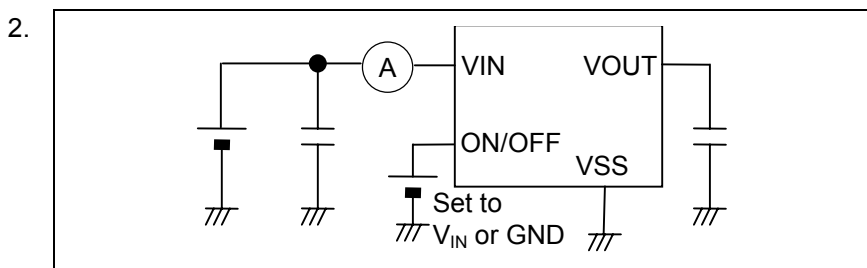 2.
A
VIN VOUT
ON/OFF
VSS
Set to
VIN or GND